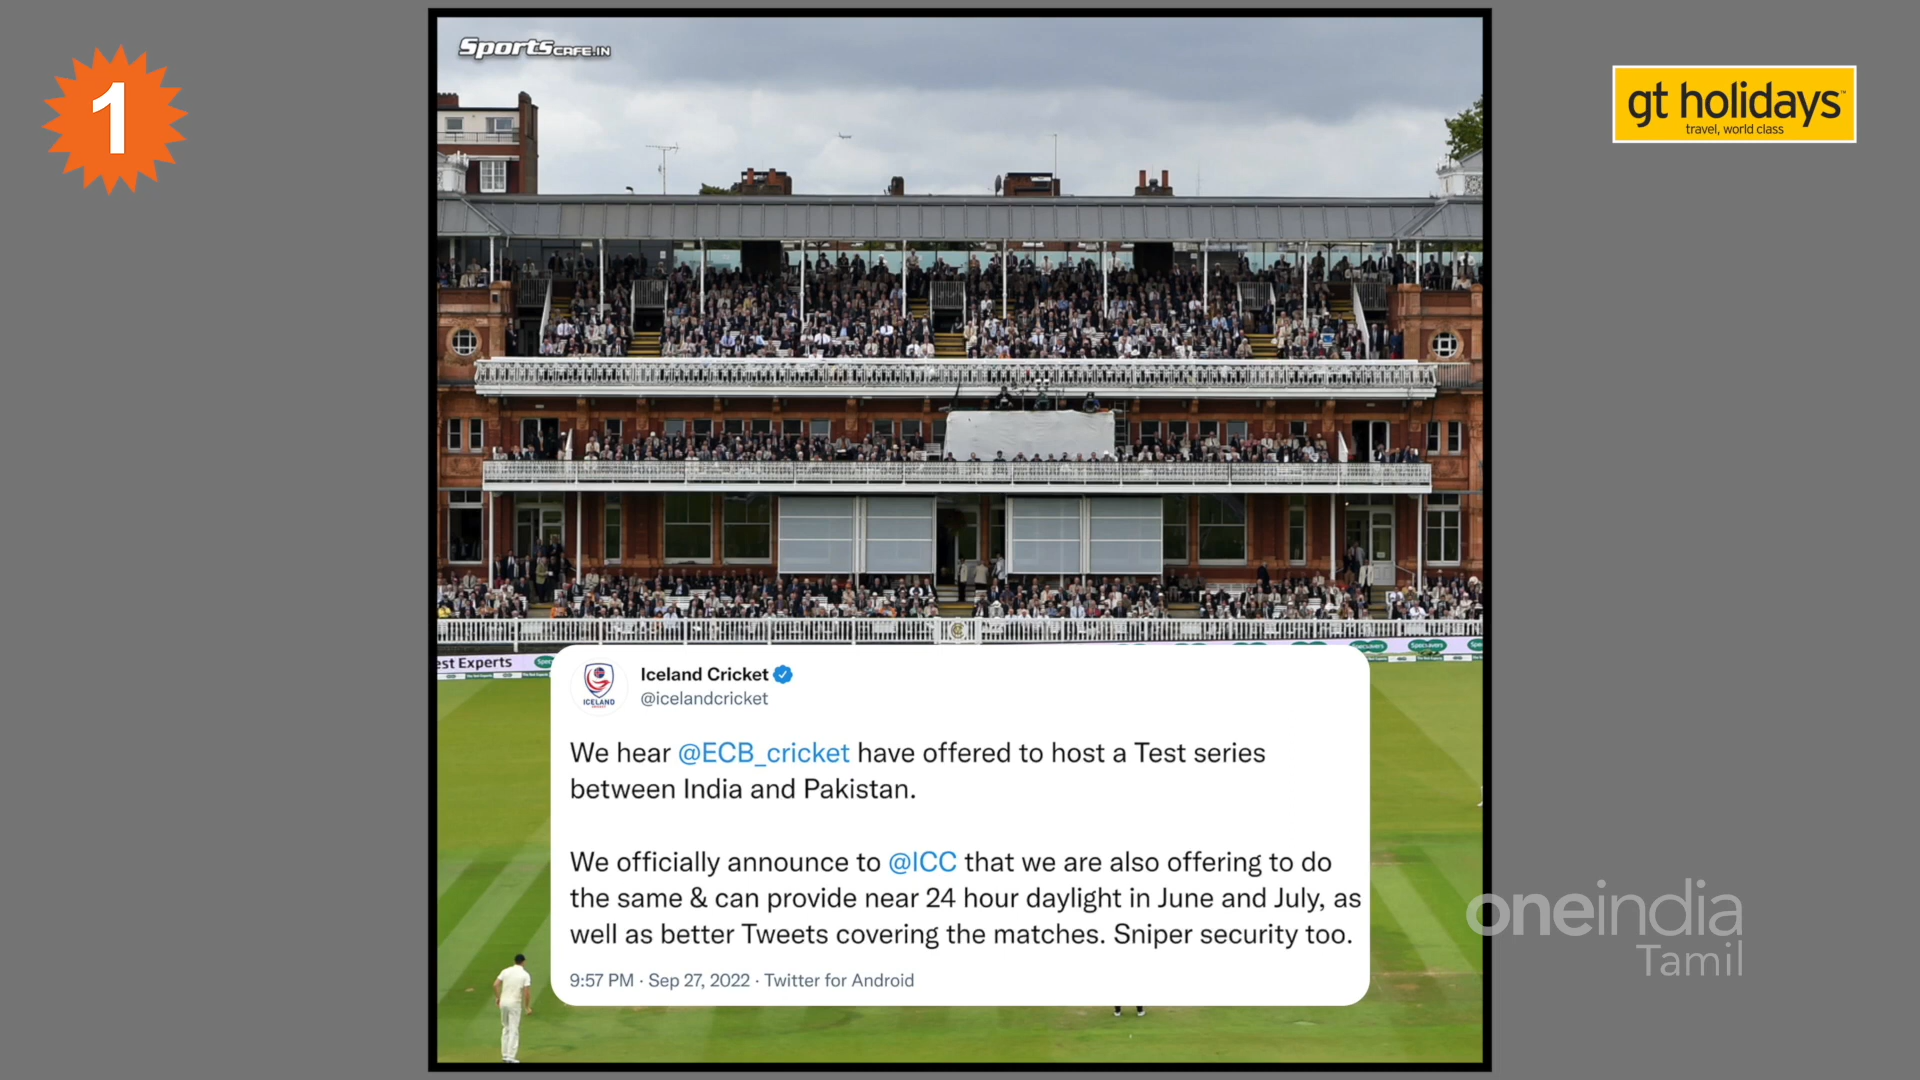 1
SportsCAFE.IN
gt holidays
travel, world class
est Experts
Specsavers
ICELAND
Iceland Cricket
@icelandcricket
We hear @ECB_cricket have offered to host a Test series
between India and Pakistan.
We officially announce to @ICC that we are also offering to do
the same & can provide near 24 hour daylight in June and July, as
well as better Tweets covering the matches. Sniper security too.
9:57 PM · Sep 27, 2022 · Twitter for Android
oneindia
Tamil